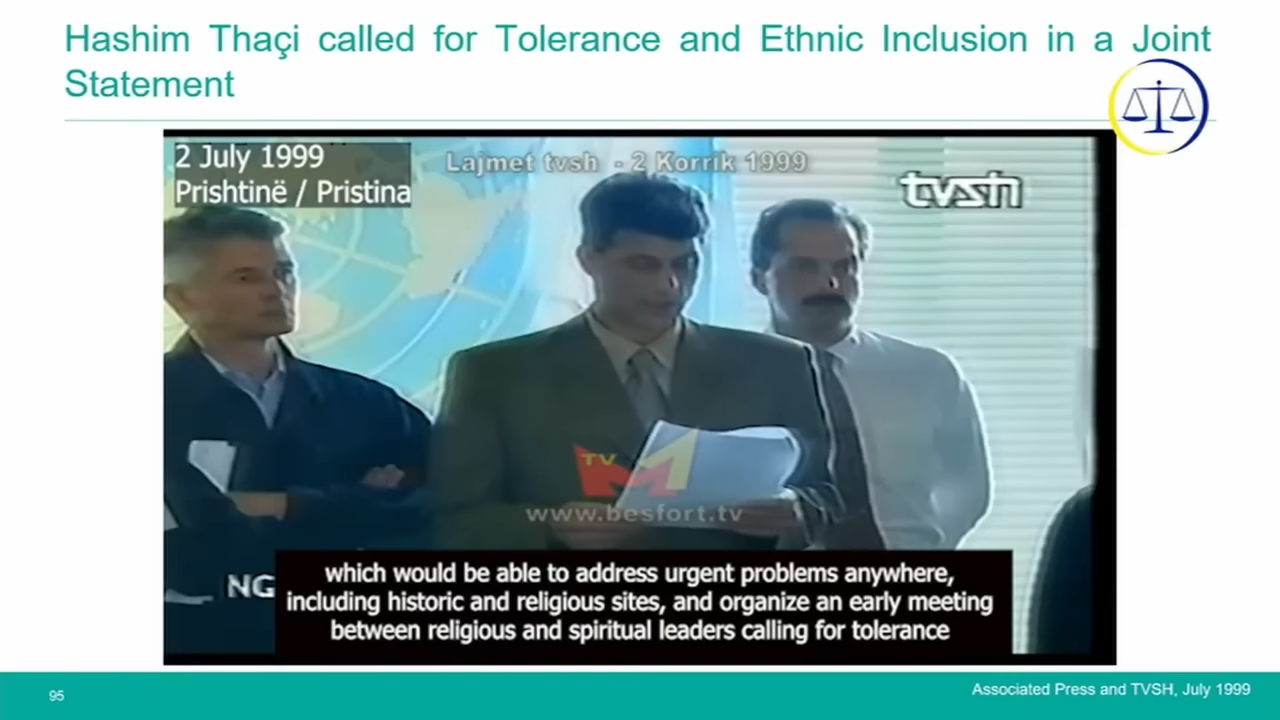 Hashim Thaçi called for Tolerance and Ethnic Inclusion in a Joint
Statement
2 July 1999
Prishtinë / Pristina
Lajmet tvsh - 2 Korrik 1999
tvsh
TV M
www.besfort.tv
NG
which would be able to address urgent problems anywhere,
including historic and religious sites, and organize an early meeting
between religious and spiritual leaders calling for tolerance
95
Associated Press and TVSH, July 1999